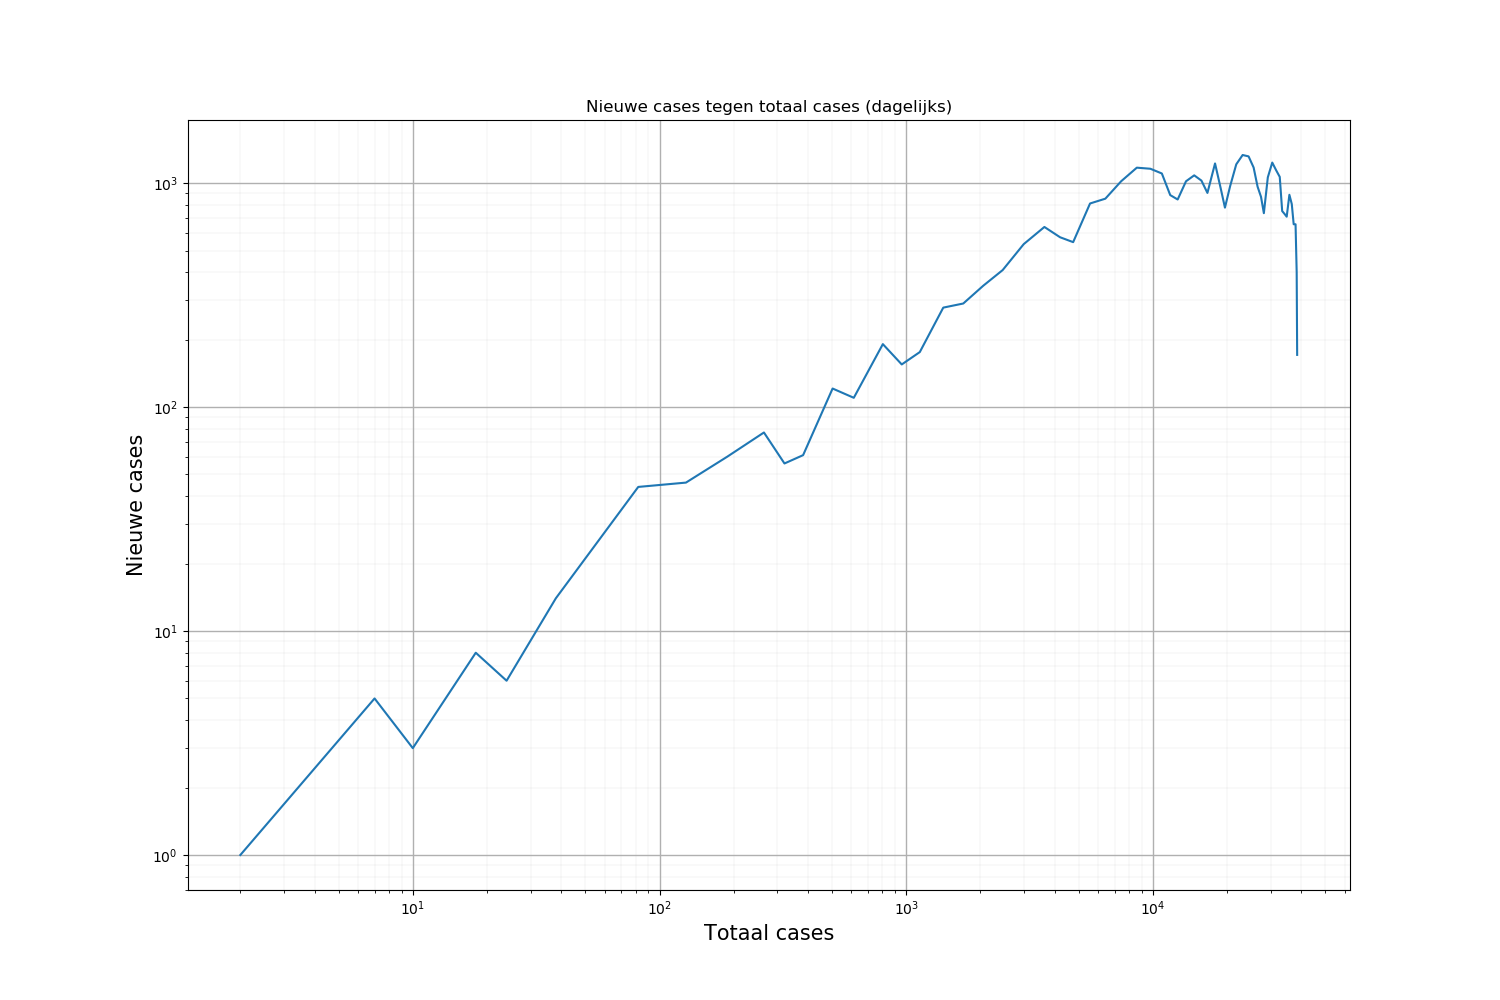 Nieuwe cases tegen totaal cases (dagelijks)
Nieuwe cases
10³
10²
10¹
10⁰
10¹ 10² 10³ 10⁴
Totaal cases